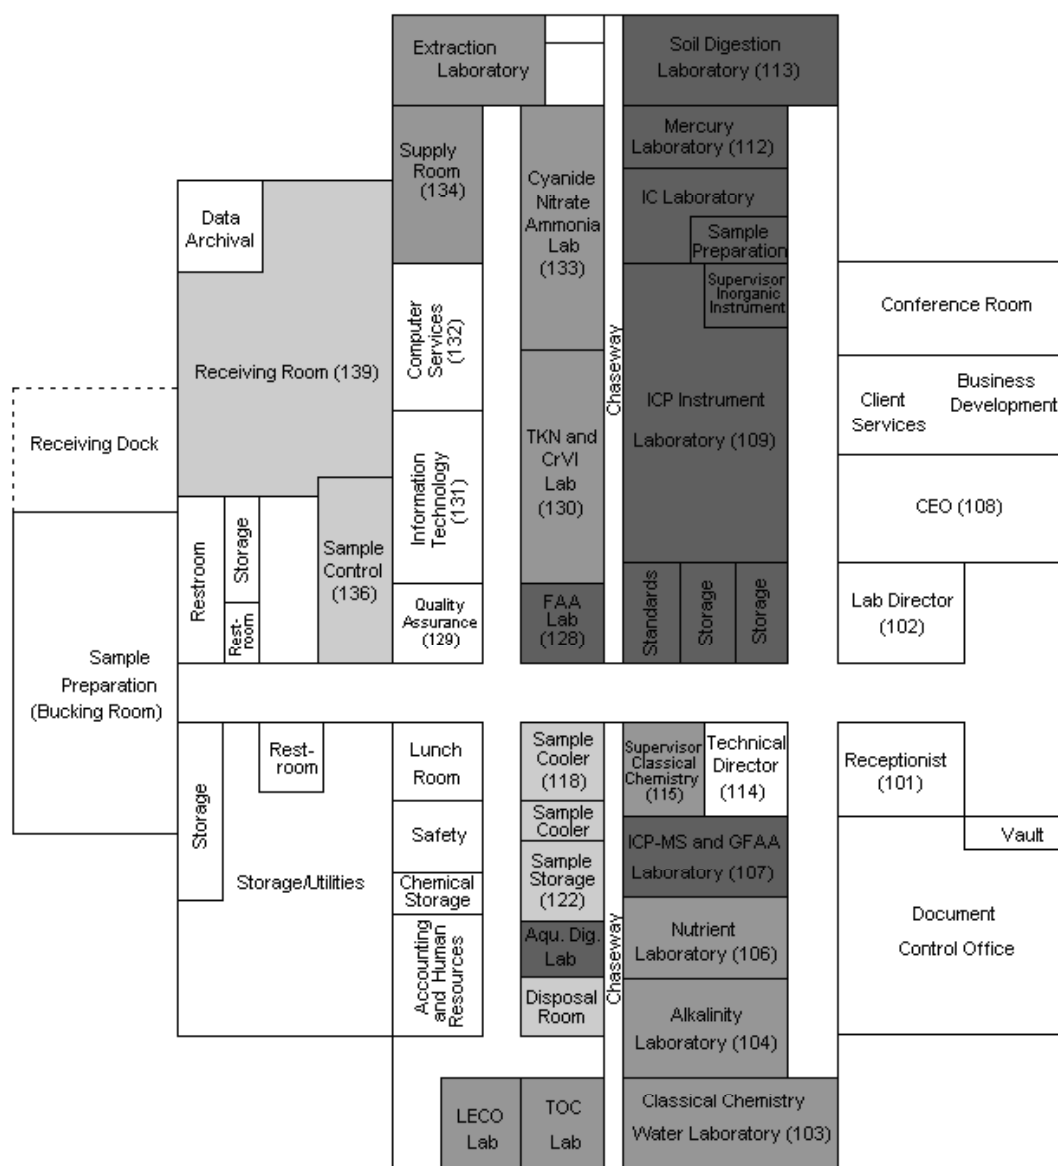 Extraction
Laboratory
Soil Digestion
Laboratory (113)
Supply
Room
(134)
Cyanide
Nitrate
Ammonia
Lab
(133)
Mercury
Laboratory (112)
IC Laboratory
Sample
Preparation
Supervisor
Inorganic
Instrument
Data
Archival
Receiving Room (139)
Computer
Services
(132)
Chaseway
Conference Room
Client
Services
Business
Development
ICP Instrument
Laboratory (109)
Receiving Dock
Information
Technology
(131)
TKN and
CrVI
Lab
(130)
CEO (108)
Restroom
Storage
Rest-
room
Sample
Control
(136)
Quality
Assurance
(129)
FAA
Lab
(128)
Standards
Storage
Storage
Lab Director
(102)
Sample
Preparation
(Bucking Room)
Storage
Rest-
room
Storage/Utilities
Lunch
Room
Safety
Chemical
Storage
Accounting
and Human
Resources
Sample
Cooler
(118)
Sample
Cooler
Sample
Storage
(122)
Aqu. Dig.
Lab
Disposal
Room
Chaseway
Supervisor
Classical
Chemistry
(115)
Technical
Director
(114)
ICP-MS and GFAA
Laboratory (107)
Nutrient
Laboratory (106)
Alkalinity
Laboratory (104)
Receptionist
(101)
Vault
Document
Control Office
LECO
Lab
TOC
Lab
Classical Chemistry
Water Laboratory (103)